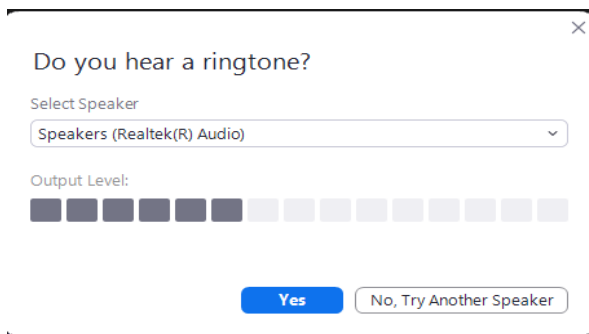 Do you hear a ringtone?
Select Speaker
Speakers (Realtek(R) Audio)
Output Level:
Yes
No, Try Another Speaker